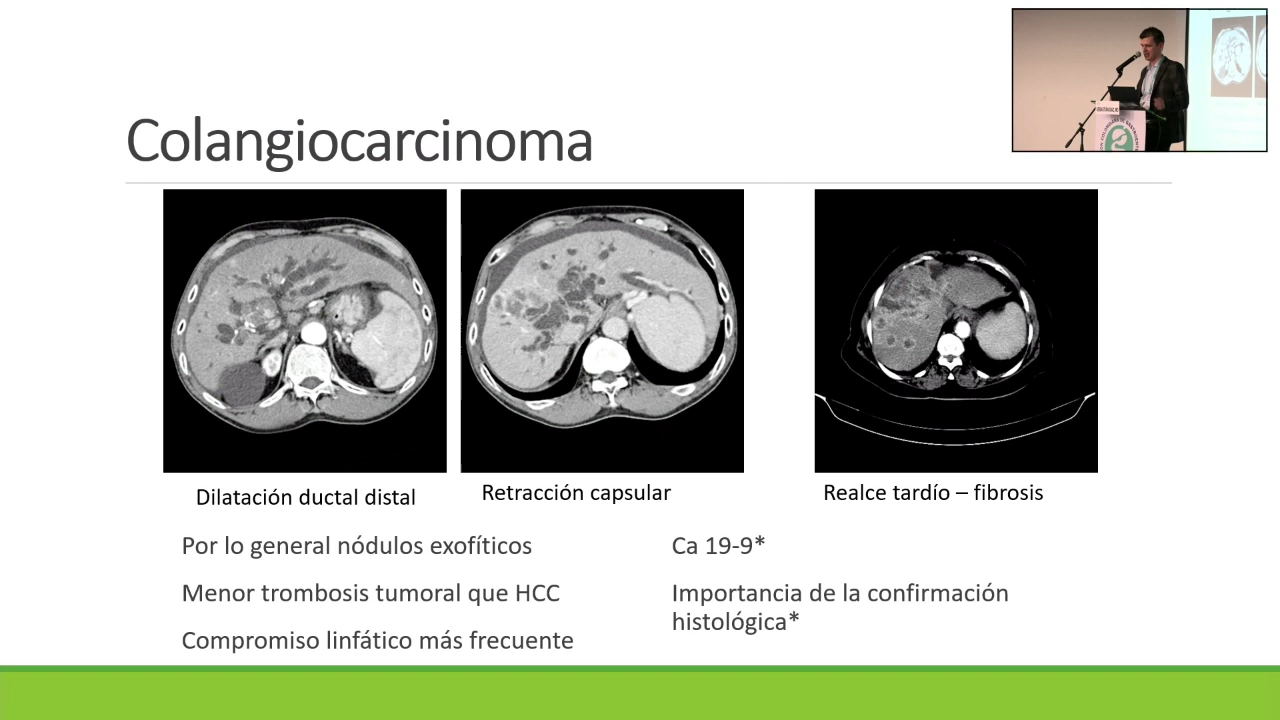 Colangiocarcinoma
Dilatación ductal distal
Retracción capsular
Realce tardío – fibrosis
Por lo general nódulos exofíticos
Menor trombosis tumoral que HCC
Compromiso linfático más frecuente
Ca 19-9*
Importancia de la confirmación
histológica*